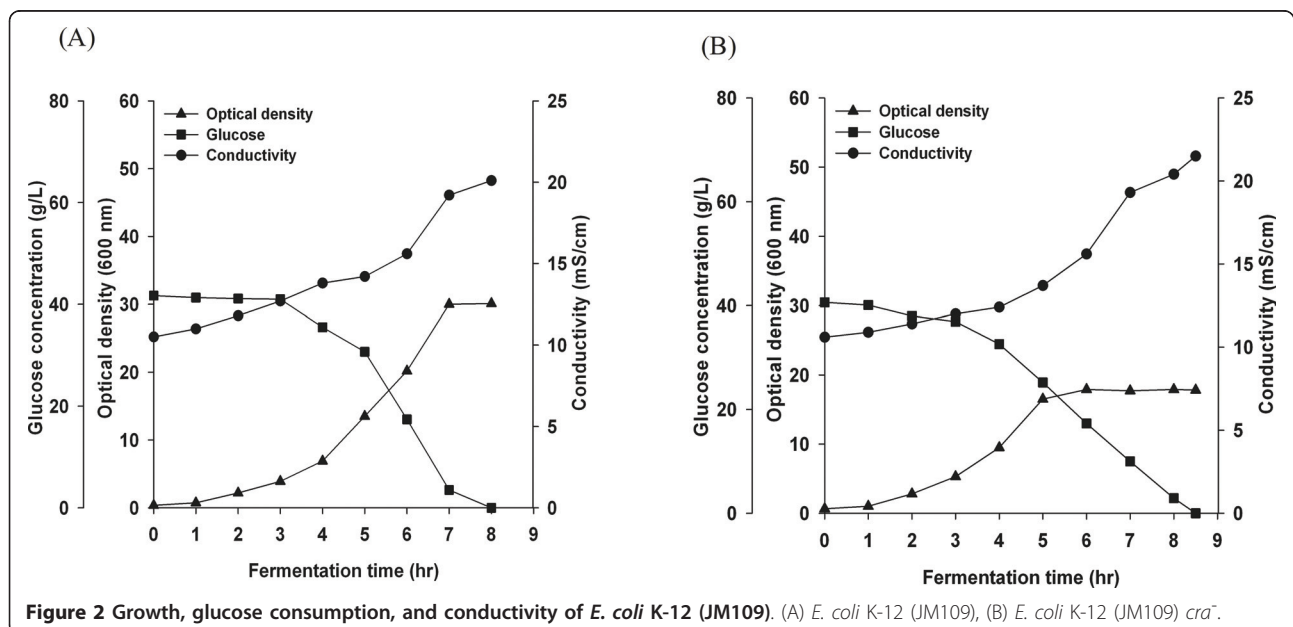 (A)
80
60
40
20
0
Glucose concentration (g/L)
60
50
40
30
20
10
0
Optical density (600 nm)
Optical density
Glucose
Conductivity
25
20
15
10
5
0
Conductivity (mS/cm)
0 1 2 3 4 5 6 7 8 9
Fermentation time (hr)
(B)
80
60
40
20
0
Glucose concentration (g/L)
60
50
40
30
20
10
0
Optical density (600 nm)
Optical density
Glucose
Conductivity
25
20
15
10
5
0
Conductivity (mS/cm)
0 1 2 3 4 5 6 7 8 9
Fermentation time (hr)
Figure 2 Growth, glucose consumption, and conductivity of E. coli K-12 (JM109). (A) E. coli K-12 (JM109), (B) E. coli K-12 (JM109) cra⁻.